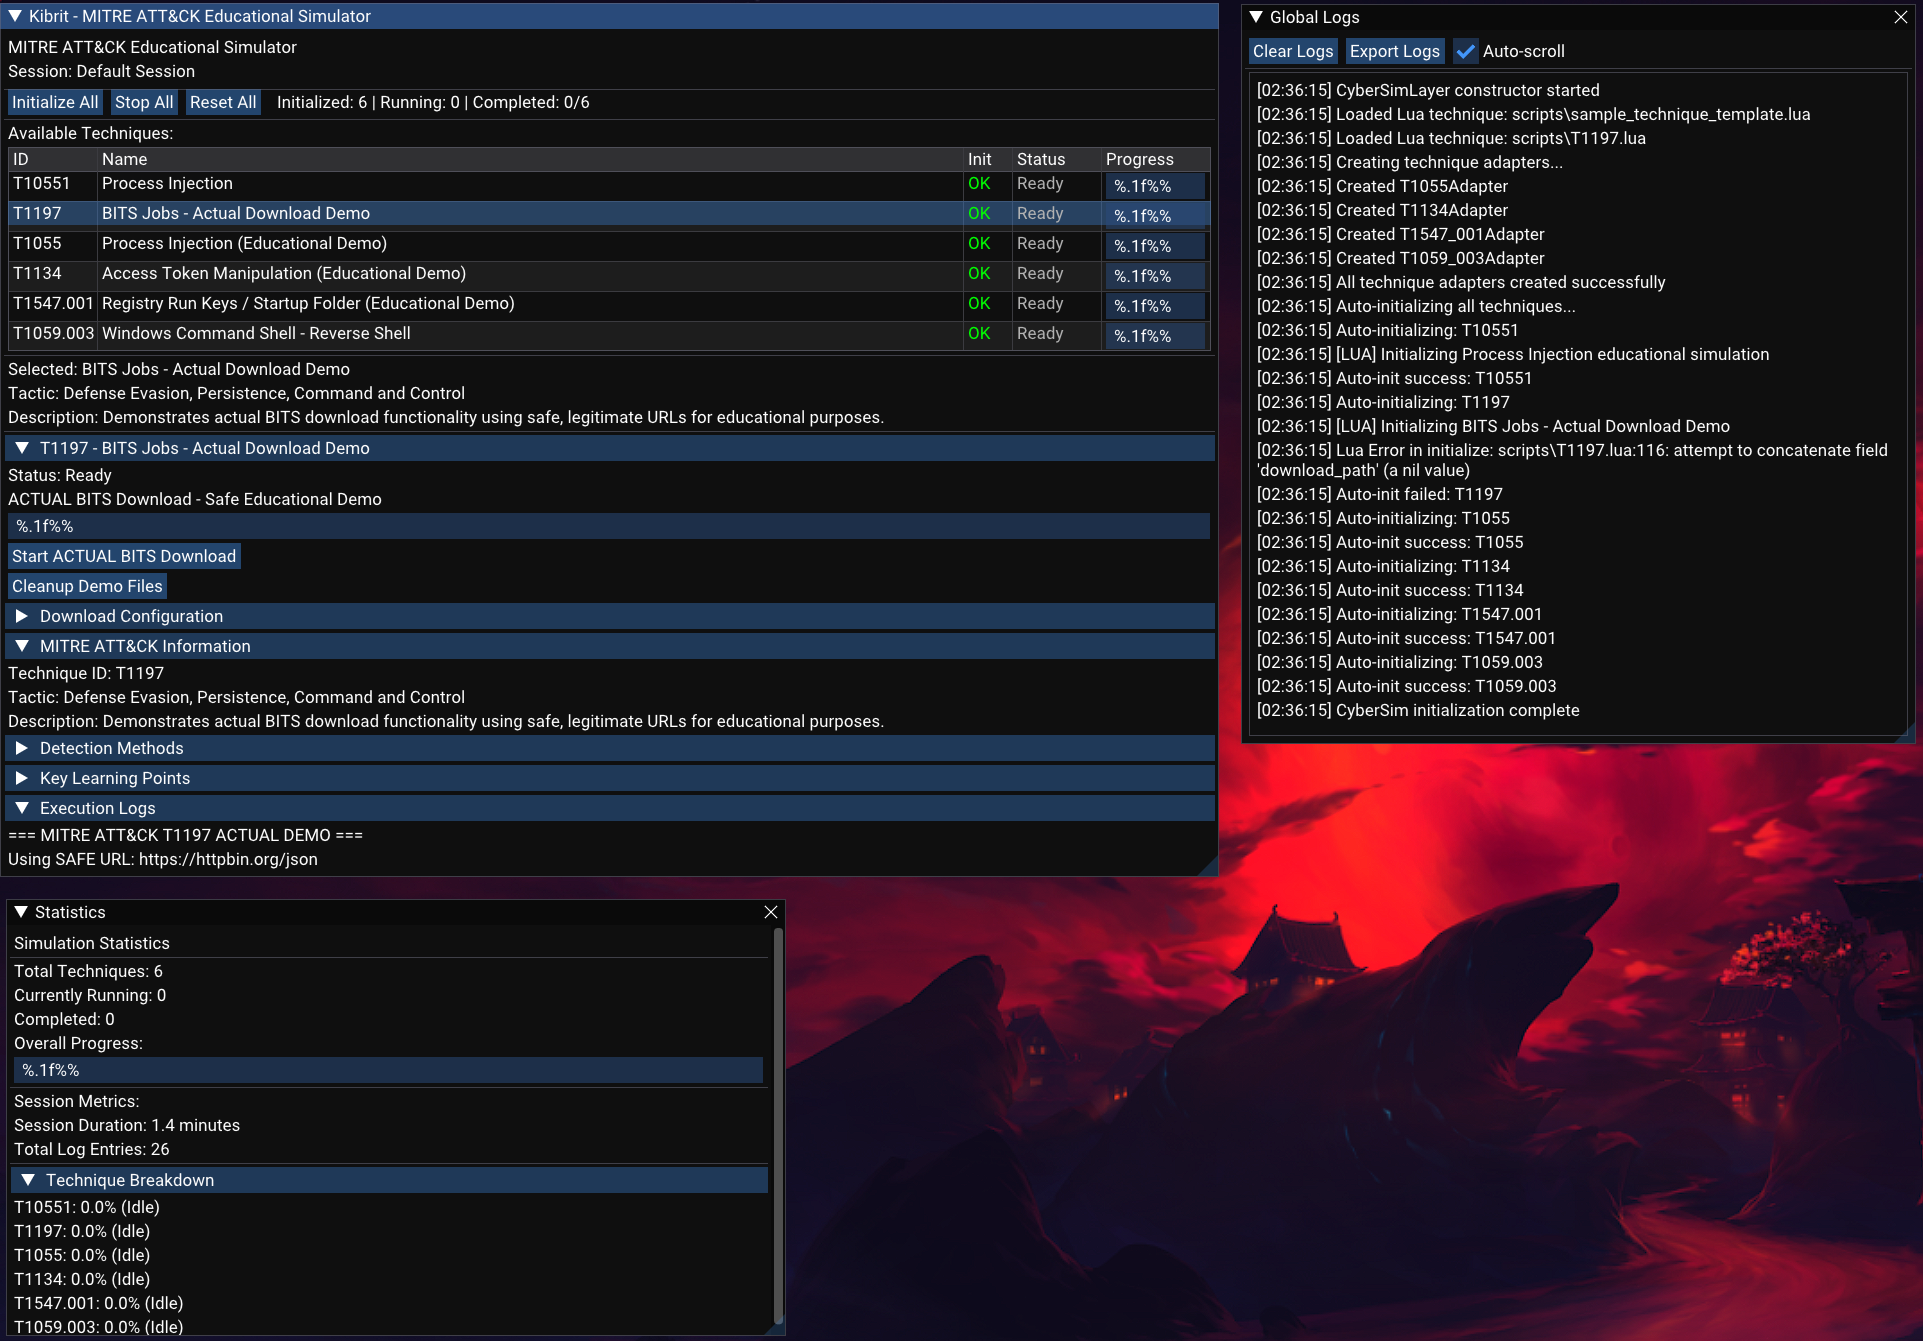 Kibrit - MITRE ATT&CK Educational Simulator
MITRE ATT&CK Educational Simulator
Session: Default Session
Initialize All Stop All Reset All Initialized: 6 | Running: 0 | Completed: 0/6
Available Techniques:
ID Name Init Status Progress
T10551 Process Injection OK Ready %.1f%%
T1197 BITS Jobs - Actual Download Demo OK Ready %.1f%%
T1055 Process Injection (Educational Demo) OK Ready %.1f%%
T1134 Access Token Manipulation (Educational Demo) OK Ready %.1f%%
T1547.001 Registry Run Keys / Startup Folder (Educational Demo) OK Ready %.1f%%
T1059.003 Windows Command Shell - Reverse Shell OK Ready %.1f%%
Selected: BITS Jobs - Actual Download Demo
Tactic: Defense Evasion, Persistence, Command and Control
Description: Demonstrates actual BITS download functionality using safe, legitimate URLs for educational purposes.
T1197 - BITS Jobs - Actual Download Demo
Status: Ready
ACTUAL BITS Download - Safe Educational Demo
%.1f%%
Start ACTUAL BITS Download
Cleanup Demo Files
Download Configuration
MITRE ATT&CK Information
Technique ID: T1197
Tactic: Defense Evasion, Persistence, Command and Control
Description: Demonstrates actual BITS download functionality using safe, legitimate URLs for educational purposes.
Detection Methods
Key Learning Points
Execution Logs
=== MITRE ATT&CK T1197 ACTUAL DEMO ===
Using SAFE URL: https://httpbin.org/json
Global Logs
Clear Logs Export Logs Auto-scroll
[02:36:15] CyberSimLayer constructor started
[02:36:15] Loaded Lua technique: scripts\sample_technique_template.lua
[02:36:15] Loaded Lua technique: scripts\T1197.lua
[02:36:15] Creating technique adapters...
[02:36:15] Created T1055Adapter
[02:36:15] Created T1134Adapter
[02:36:15] Created T1547_001Adapter
[02:36:15] Created T1059_003Adapter
[02:36:15] All technique adapters created successfully
[02:36:15] Auto-initializing all techniques...
[02:36:15] Auto-initializing: T10551
[02:36:15] [LUA] Initializing Process Injection educational simulation
[02:36:15] Auto-init success: T10551
[02:36:15] Auto-initializing: T1197
[02:36:15] [LUA] Initializing BITS Jobs - Actual Download Demo
[02:36:15] Lua Error in initialize: scripts\T1197.lua:116: attempt to concatenate field
'download_path' (a nil value)
[02:36:15] Auto-init failed: T1197
[02:36:15] Auto-initializing: T1055
[02:36:15] Auto-init success: T1055
[02:36:15] Auto-initializing: T1134
[02:36:15] Auto-init success: T1134
[02:36:15] Auto-initializing: T1547.001
[02:36:15] Auto-init success: T1547.001
[02:36:15] Auto-initializing: T1059.003
[02:36:15] Auto-init success: T1059.003
[02:36:15] CyberSim initialization complete
Statistics
Simulation Statistics
Total Techniques: 6
Currently Running: 0
Completed: 0
Overall Progress:
%.1f%%
Session Metrics:
Session Duration: 1.4 minutes
Total Log Entries: 26
Technique Breakdown
T10551: 0.0% (Idle)
T1197: 0.0% (Idle)
T1055: 0.0% (Idle)
T1134: 0.0% (Idle)
T1547.001: 0.0% (Idle)
T1059.003: 0.0% (Idle)